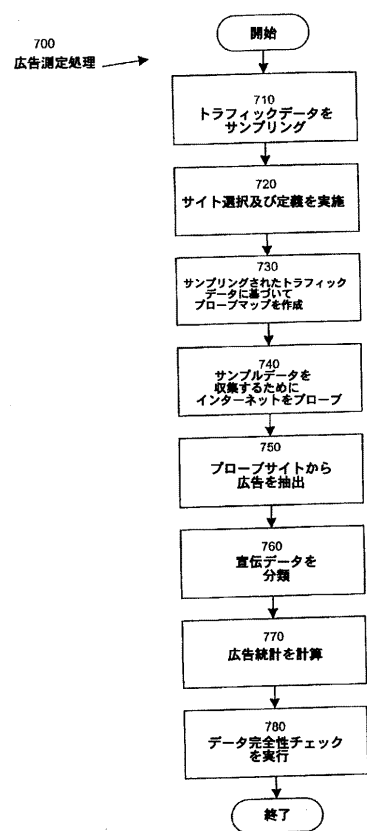 700
広告測定処理
開始
710
トラフィックデータを
サンプリング
720
サイト選択及び定義を実施
730
サンプリングされたトラフィック
データに基づいて
プローブマップを作成
740
サンプルデータを
収集するために
インターネットをプローブ
750
プローブサイトから
広告を抽出
760
宣伝データを
分類
770
広告統計を計算
780
データ完全性チェック
を実行
終了